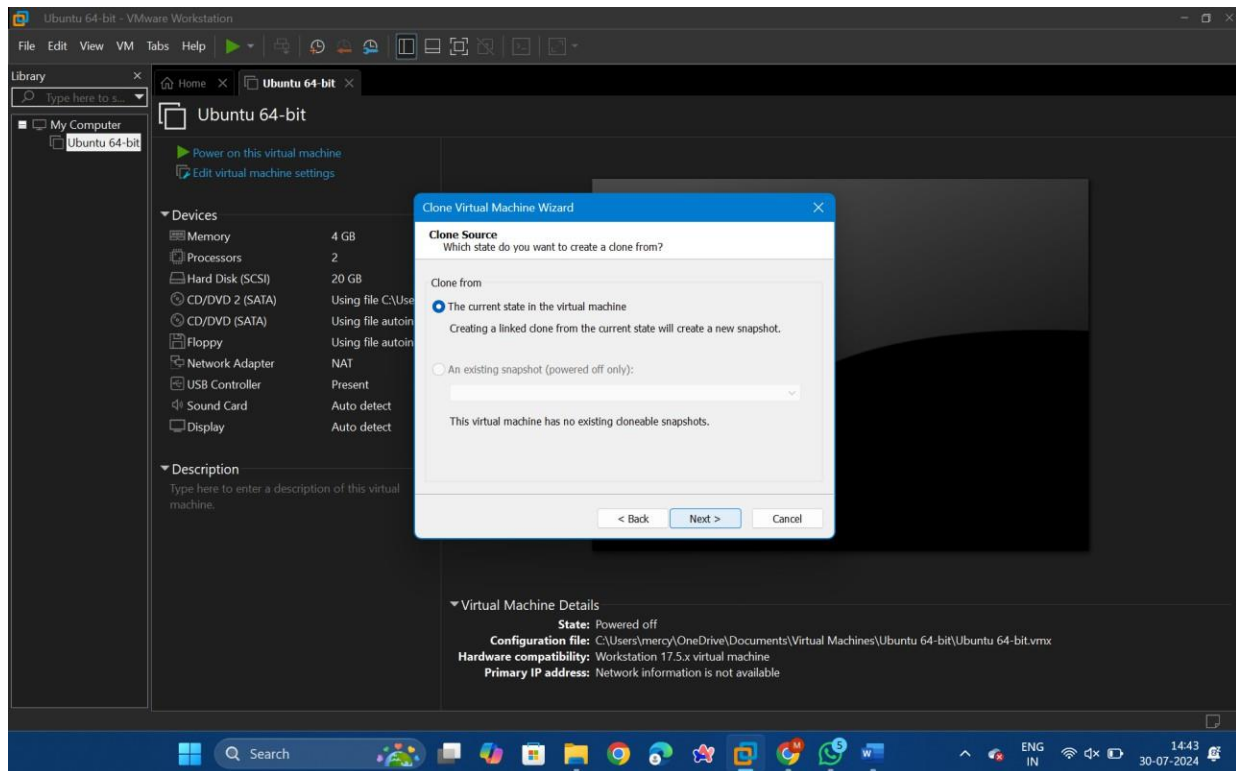 Ubuntu 64-bit - VMware Workstation
File Edit View VM Tabs Help
Library
Type here to s...
My Computer
Ubuntu 64-bit
Home
Ubuntu 64-bit
Ubuntu 64-bit
Power on this virtual machine
Edit virtual machine settings
Devices
Memory 4 GB
Processors 2
Hard Disk (SCSI) 20 GB
CD/DVD 2 (SATA) Using file C:\Use
CD/DVD (SATA) Using file autoin
Floppy Using file autoin
Network Adapter NAT
USB Controller Present
Sound Card Auto detect
Display Auto detect
Description
Type here to enter a description of this virtual
machine.
Clone Virtual Machine Wizard
Clone Source
Which state do you want to create a clone from?
Clone from
The current state in the virtual machine
Creating a linked clone from the current state will create a new snapshot.
An existing snapshot (powered off only):
This virtual machine has no existing cloneable snapshots.
< Back Next > Cancel
Virtual Machine Details
State: Powered off
Configuration file: C:\Users\mercy\OneDrive\Documents\Virtual Machines\Ubuntu 64-bit\Ubuntu 64-bit.vmx
Hardware compatibility: Workstation 17.5.x virtual machine
Primary IP address: Network information is not available
Search
M
5
W
ENG
IN
14:43
30-07-2024